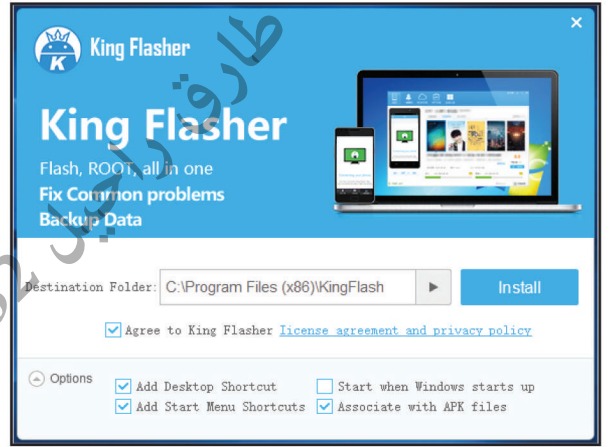 King Flasher
King Flasher
Flash, ROOT, all in one
Fix Common problems
Backup Data
Destination Folder: C:\Program Files (x86)\KingFlash Install
Agree to King Flasher license agreement and privacy policy
Options
Add Desktop Shortcut Start when Windows starts up
Add Start Menu Shortcuts Associate with APK files
طارق راحيل